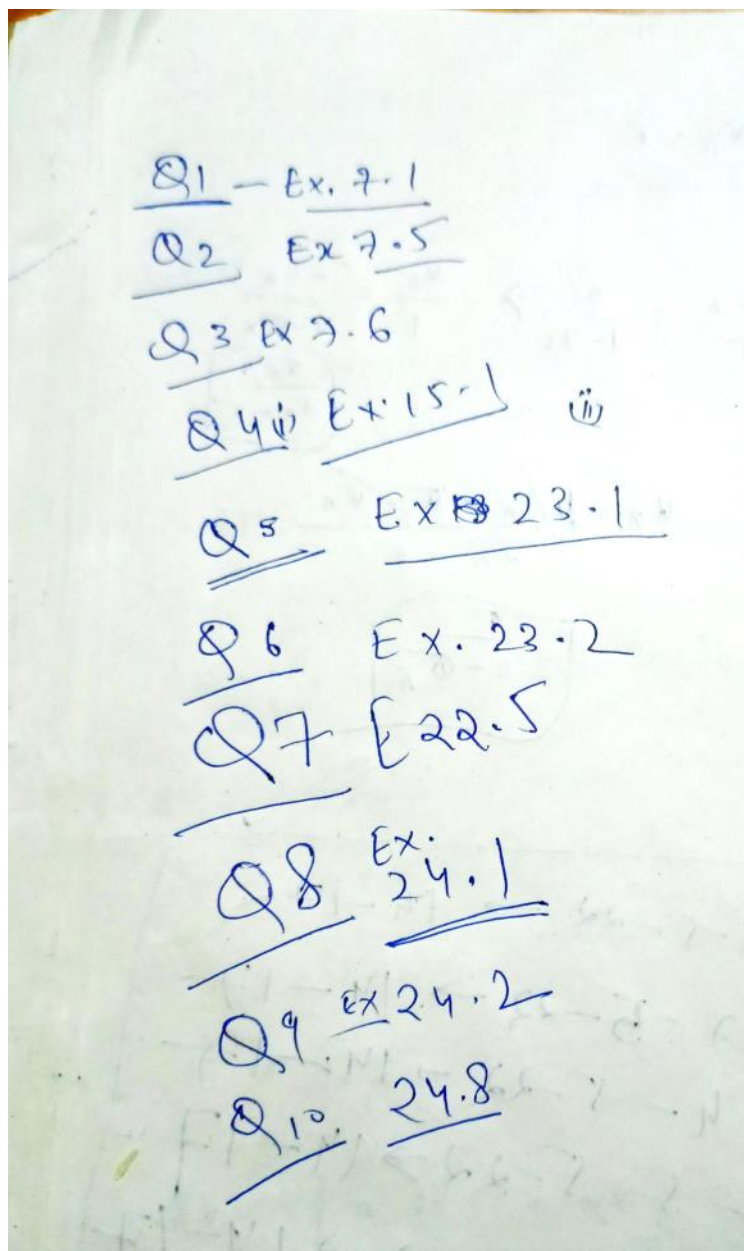 Q1 - Ex. 7.1
Q2 Ex 7.5
Q3 Ex 7.6
Q4 (i) Ex. 15.1 (ii)
Q5 Ex 23.1
Q6 Ex. 23.2
Q7 E 22.5
Q8 Ex. 24.1
Q9 Ex 24.2
Q10. 24.8